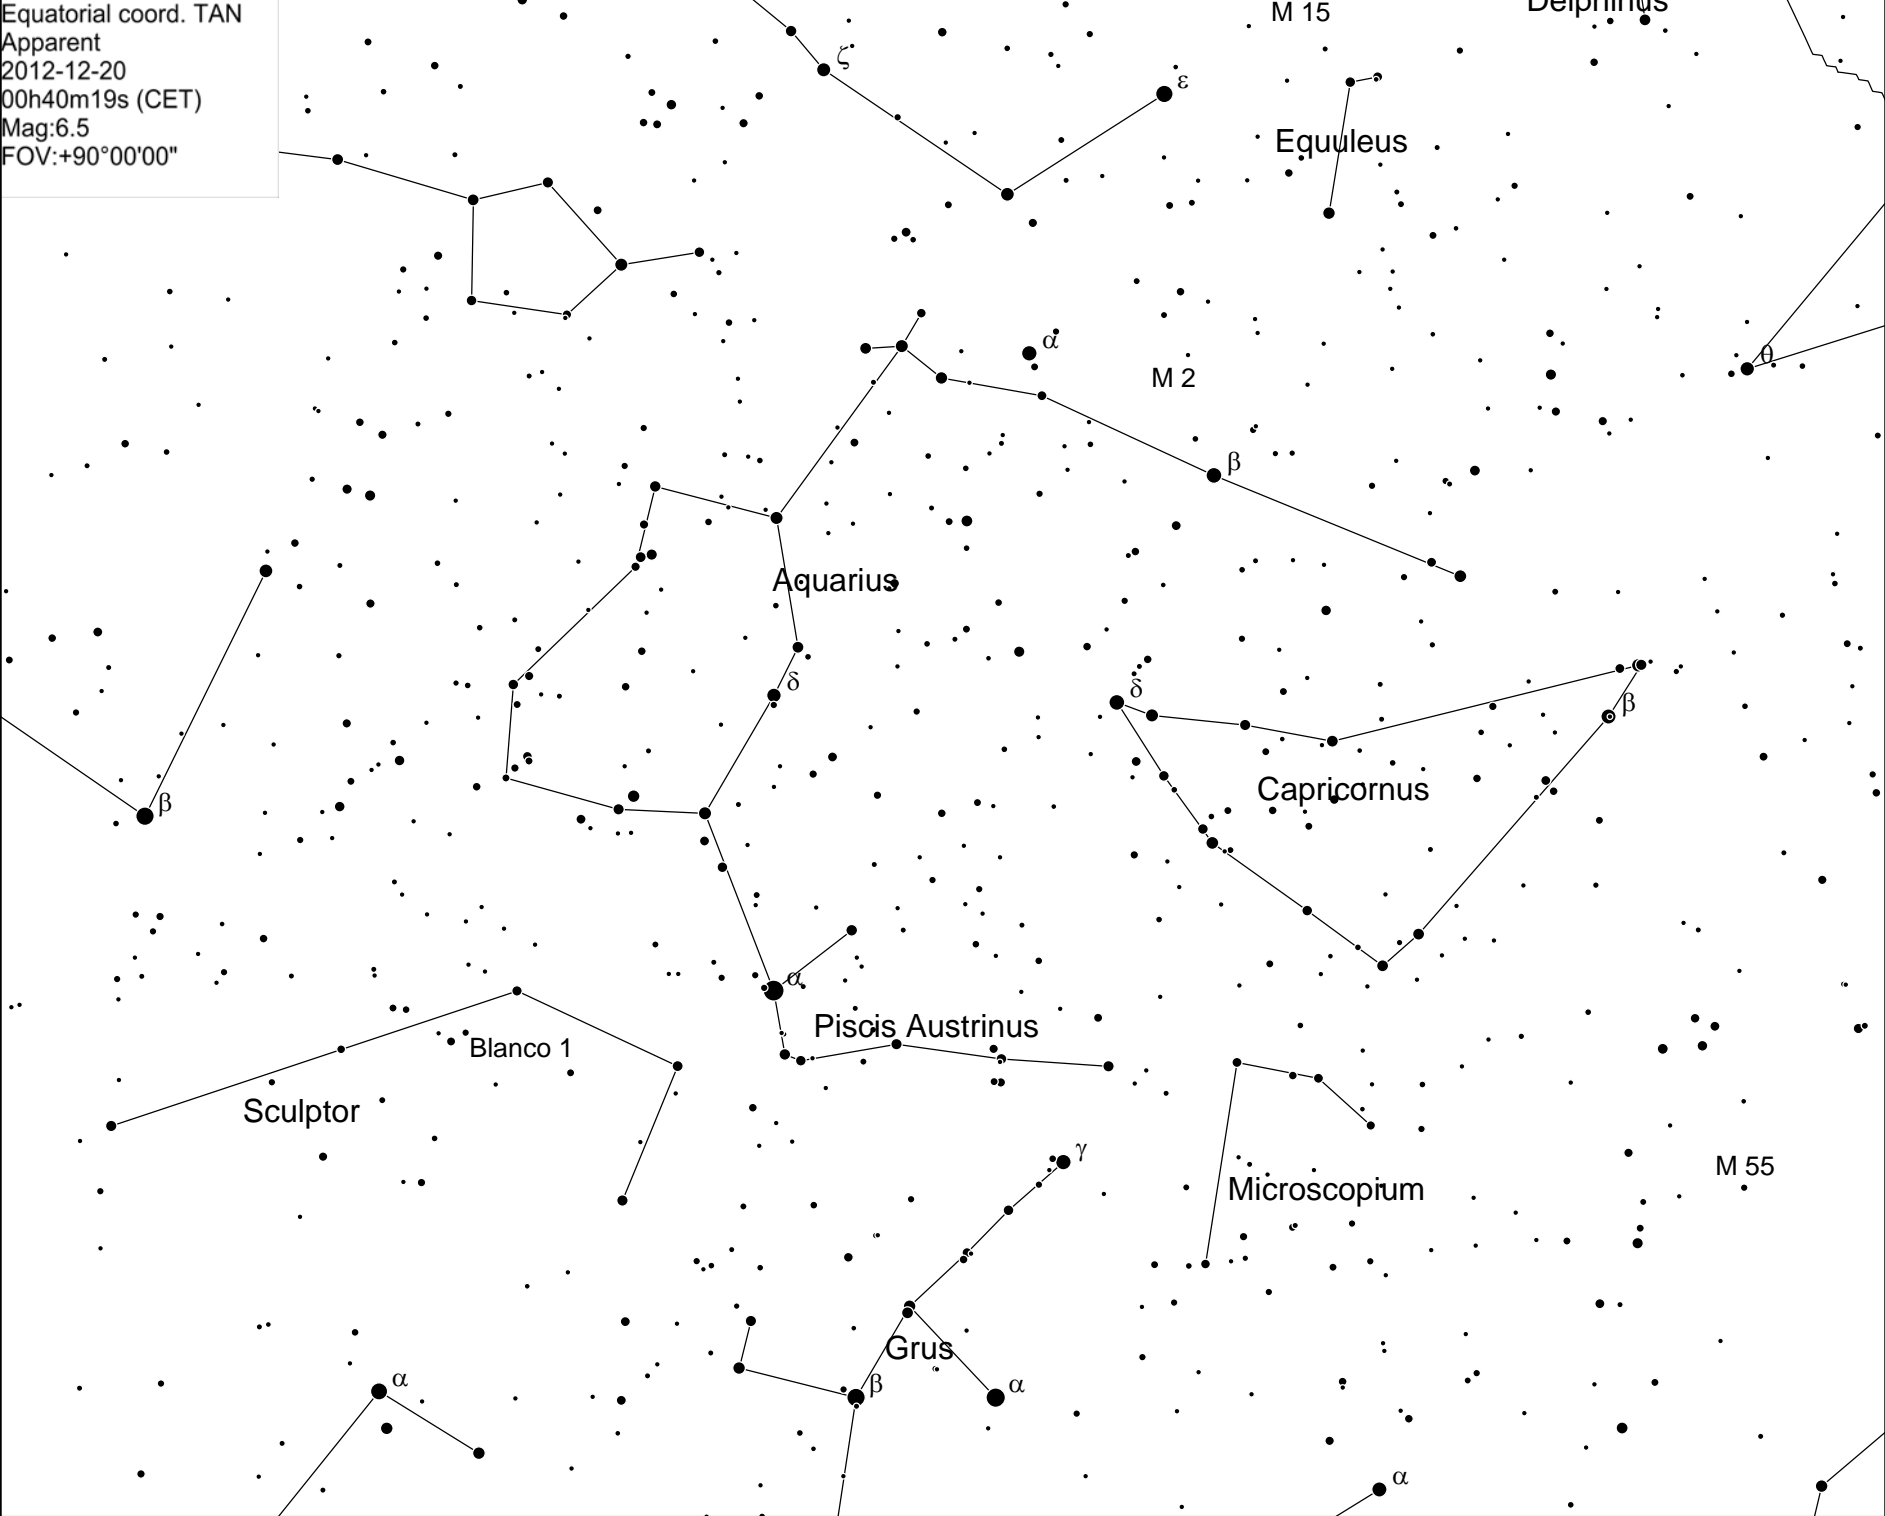 Equatorial coord. TAN
Apparent
2012-12-20
00h40m19s (CET)
Mag:6.5
FOV:+90°00'00"
M 15
Delphinus
ζ
ε
Equuleus
α
θ
M 2
β
Aquarius
δ
δ
β
Capricornus
β
α
Piscis Austrinus
Blanco 1
Sculptor
γ
M 55
Microscopium
Grus
α
β
α
α